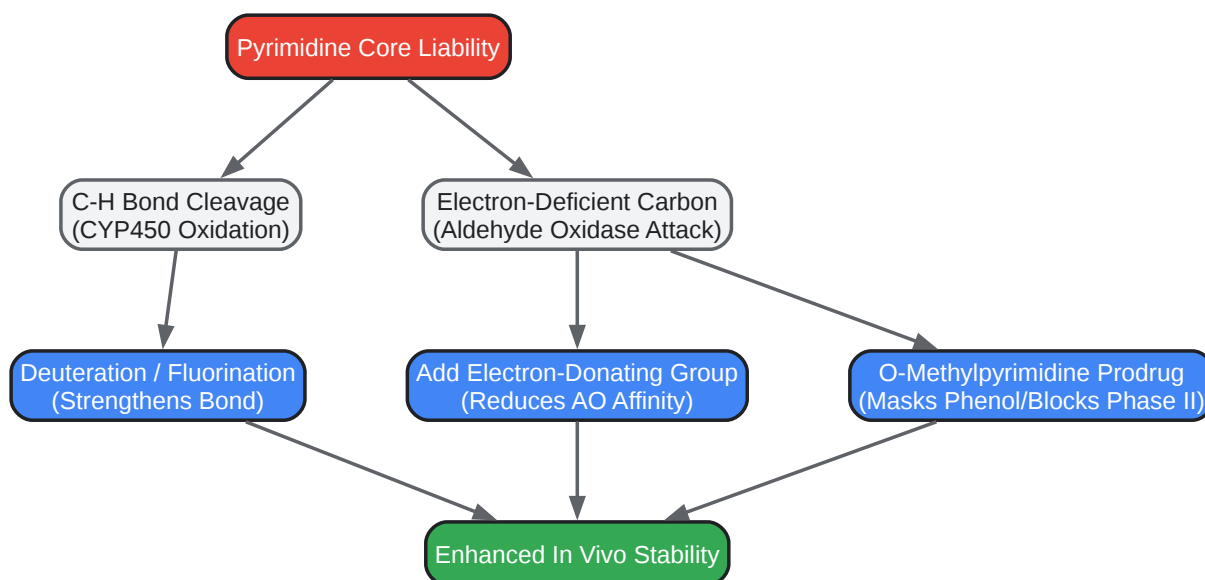 Pyrimidine Core Liability
C-H Bond Cleavage
(CYP450 Oxidation)
Electron-Deficient Carbon
(Aldehyde Oxidase Attack)
Deuteration / Fluorination
(Strengthens Bond)
Add Electron-Donating Group
(Reduces AO Affinity)
O-Methylpyrimidine Prodrug
(Masks Phenol/Blocks Phase II)
Enhanced In Vivo Stability